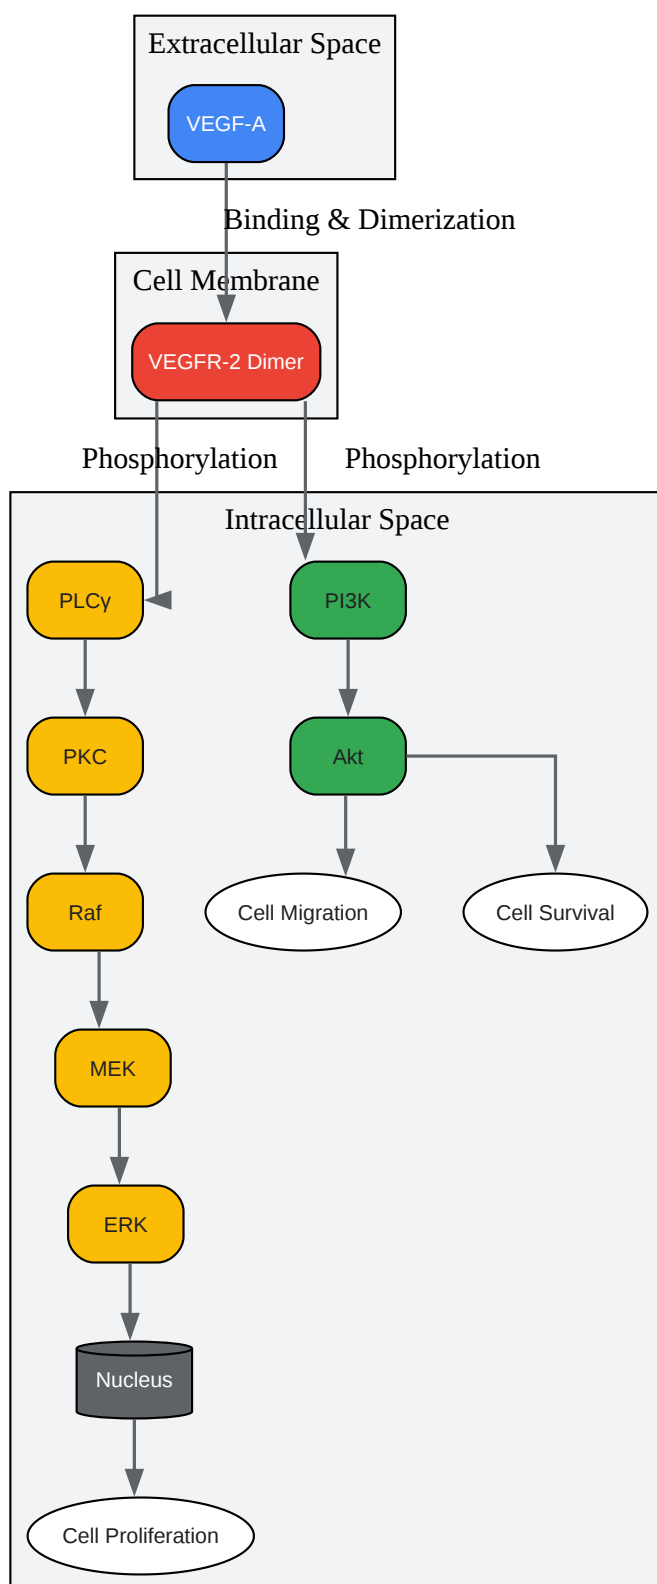 Extracellular Space
VEGF-A
Binding & Dimerization
Cell Membrane
VEGFR-2 Dimer
Phosphorylation
Phosphorylation
Intracellular Space
PLCγ
PI3K
PKC
Akt
Raf
Cell Migration
Cell Survival
MEK
ERK
Nucleus
Cell Proliferation